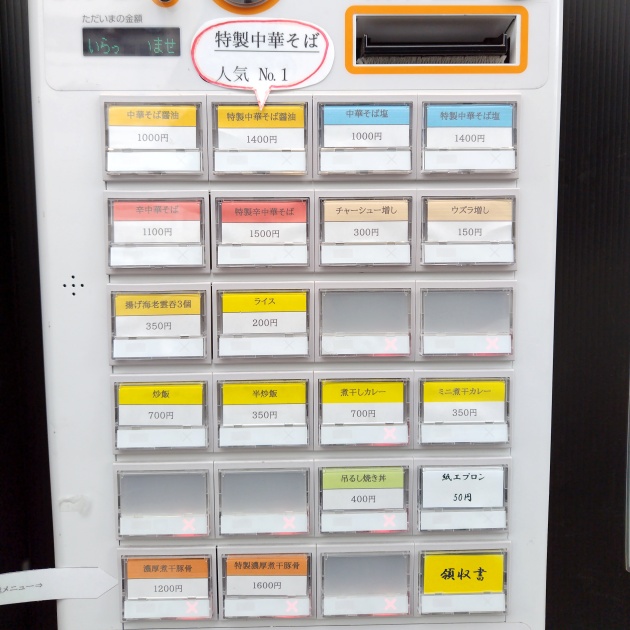 ただいまの金額
いらっ いませ
特製中華そば
人気 No.1
中華そば醤油
1000円
特製中華そば醤油
1400円
中華そば塩
1000円
特製中華そば塩
1400円
辛中華そば
1100円
特製辛中華そば
1500円
チャーシュー増し
300円
ウズラ増し
150円
揚げ海老雲呑3個
350円
ライス
200円
炒飯
700円
半炒飯
350円
煮干しカレー
700円
ミニ煮干カレー
350円
吊るし焼き丼
400円
紙エプロン
50円
濃厚煮干豚骨
1200円
特製濃厚煮干豚骨
1600円
領収書
メニュー⇒